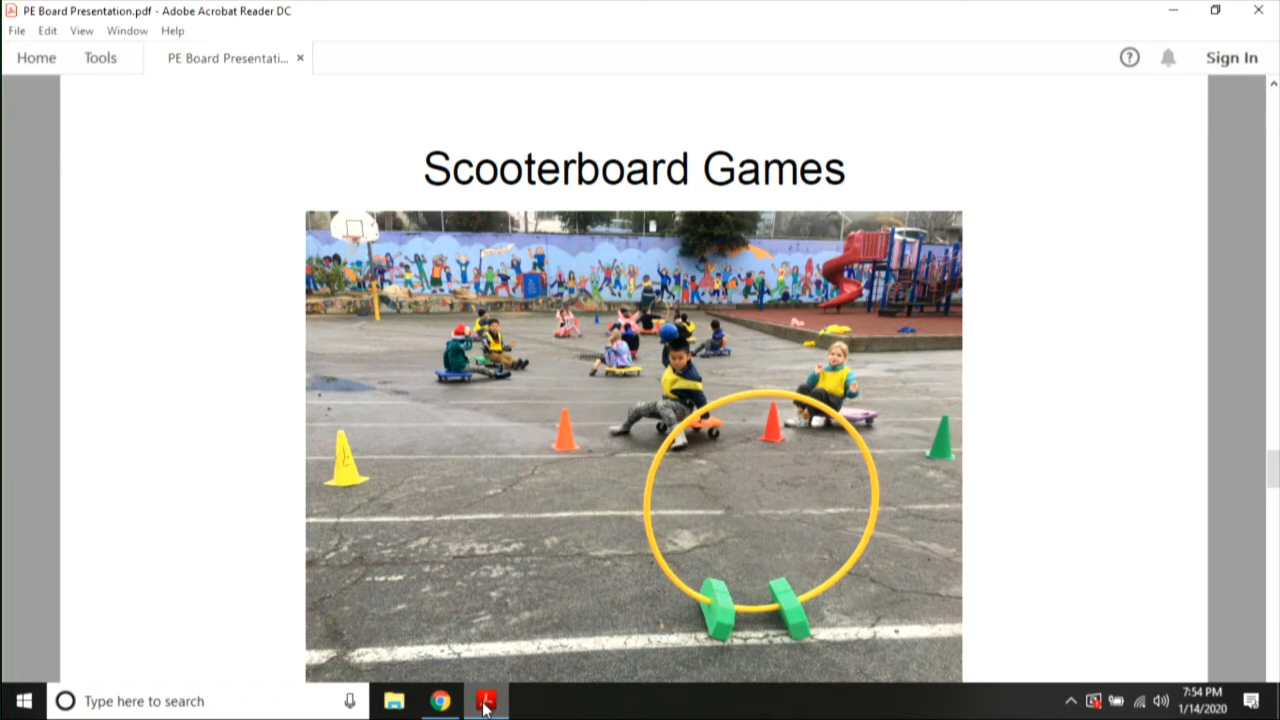 PE Board Presentation.pdf - Adobe Acrobat Reader DC
File Edit View Window Help
Home Tools PE Board Presentati... Sign In
Scooterboard Games
Type here to search
7:54 PM
1/14/2020